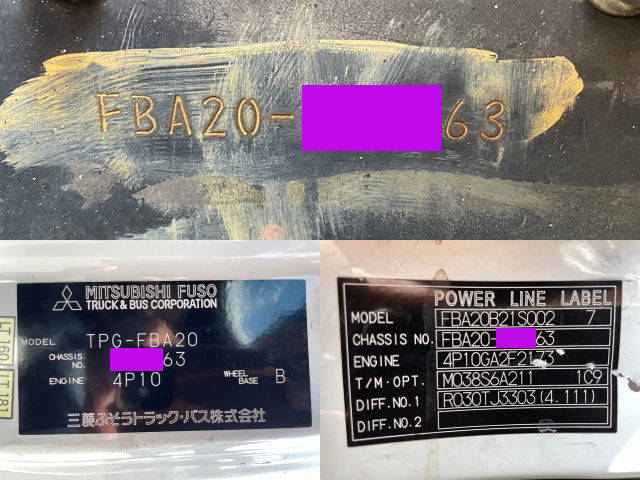 FBA20- 63
MITSUBISHI FUSO
TRUCK & BUS CORPORATION
MODEL TPG-FBA20
CHASSIS NO. 63
ENGINE 4P10 WHEEL BASE B
三菱ふそうトラック・バス株式会社
POWER LINE LABEL
MODEL FBA20B21S002 7
CHASSIS NO. FBA20- 63
ENGINE 4P10GA2F2173
T/M·OPT. M038S6A211 1C9
DIFF.NO.1 R030TJ3303(4.111)
DIFF.NO.2